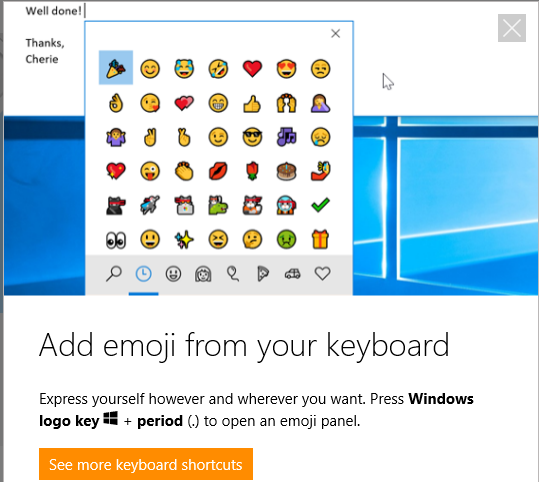 Well done!
Thanks,
Cherie
Add emoji from your keyboard
Express yourself however and wherever you want. Press Windows
logo key + period (.) to open an emoji panel.
See more keyboard shortcuts